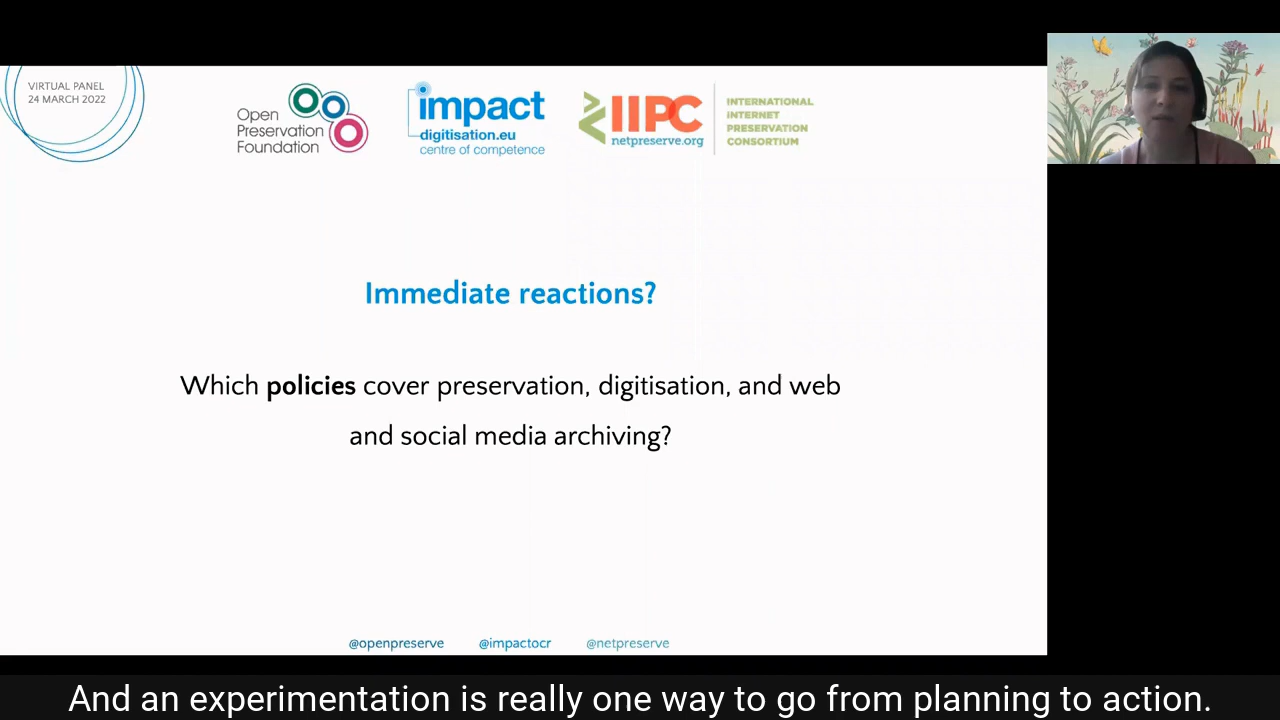 VIRTUAL PANEL
24 MARCH 2022
Open
Preservation
Foundation
impact
digitisation.eu
centre of competence
IIPC
netpreserve.org
INTERNATIONAL
INTERNET
PRESERVATION
CONSORTIUM
Immediate reactions?
Which policies cover preservation, digitisation, and web
and social media archiving?
@openpreserve @impactocr @netpreserve
And an experimentation is really one way to go from planning to action.